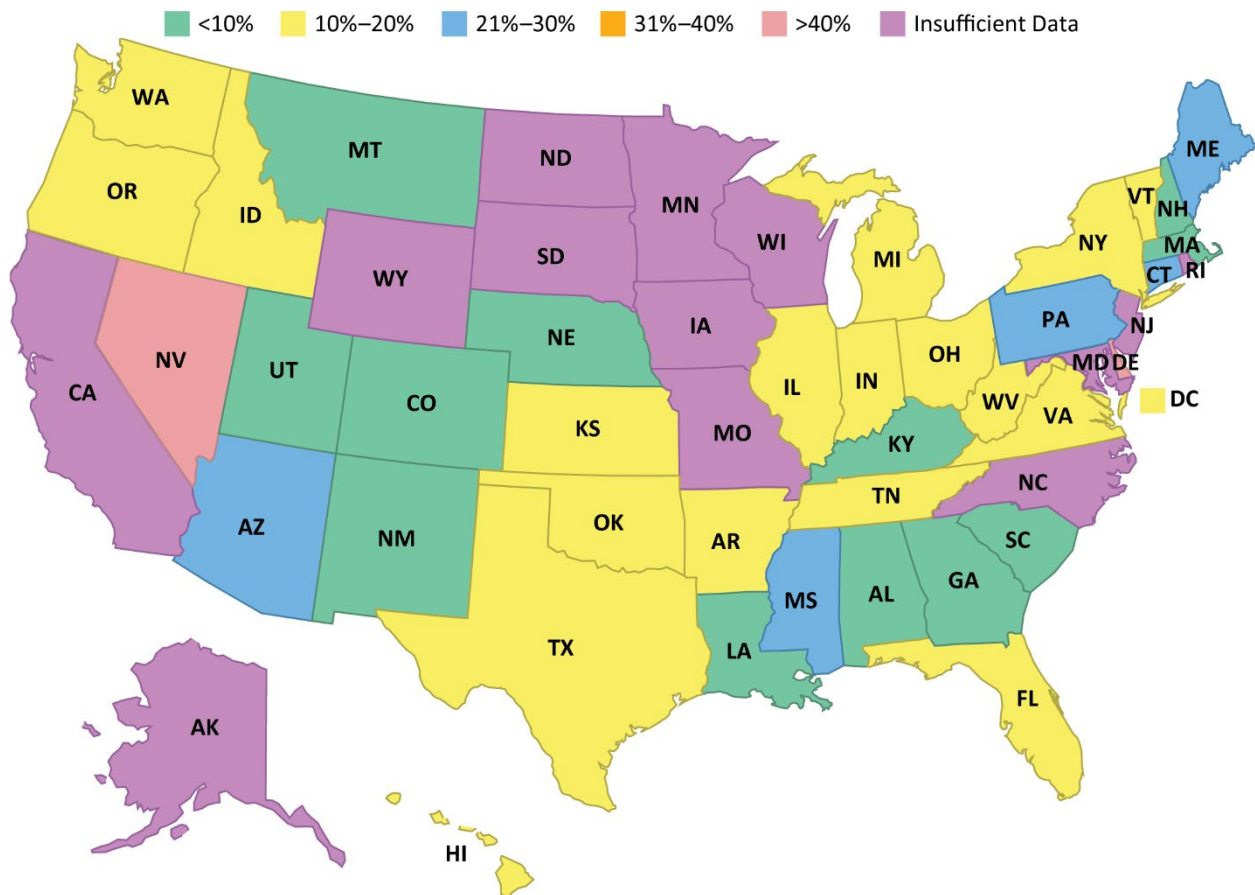 <10% 10%–20% 21%–30% 31%–40% >40% Insufficient Data
WA
MT
ND
MN
ME
OR
ID
VT
NH
WI
NY
MA
SD
MI
WY
CT
RI
IA
PA
NJ
NE
OH
NV
UT
IL
IN
MD
DE
CA
CO
WV
DC
KS
MO
VA
KY
NC
TN
AZ
NM
OK
AR
SC
MS
AL
GA
TX
LA
FL
AK
HI